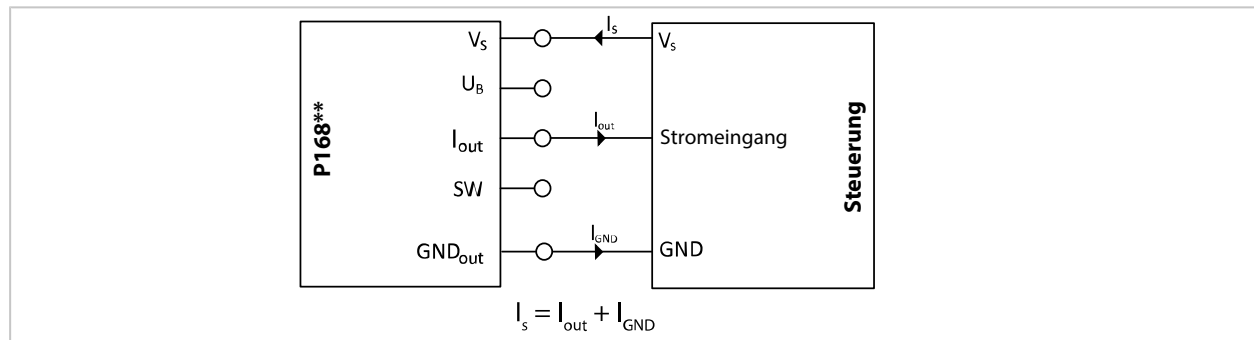 P168**
V_s
U_B
I_out
SW
GND_out
I_s
I_out
I_GND
V_s
Stromeingang
GND
Steuerung
I_s = I_out + I_GND